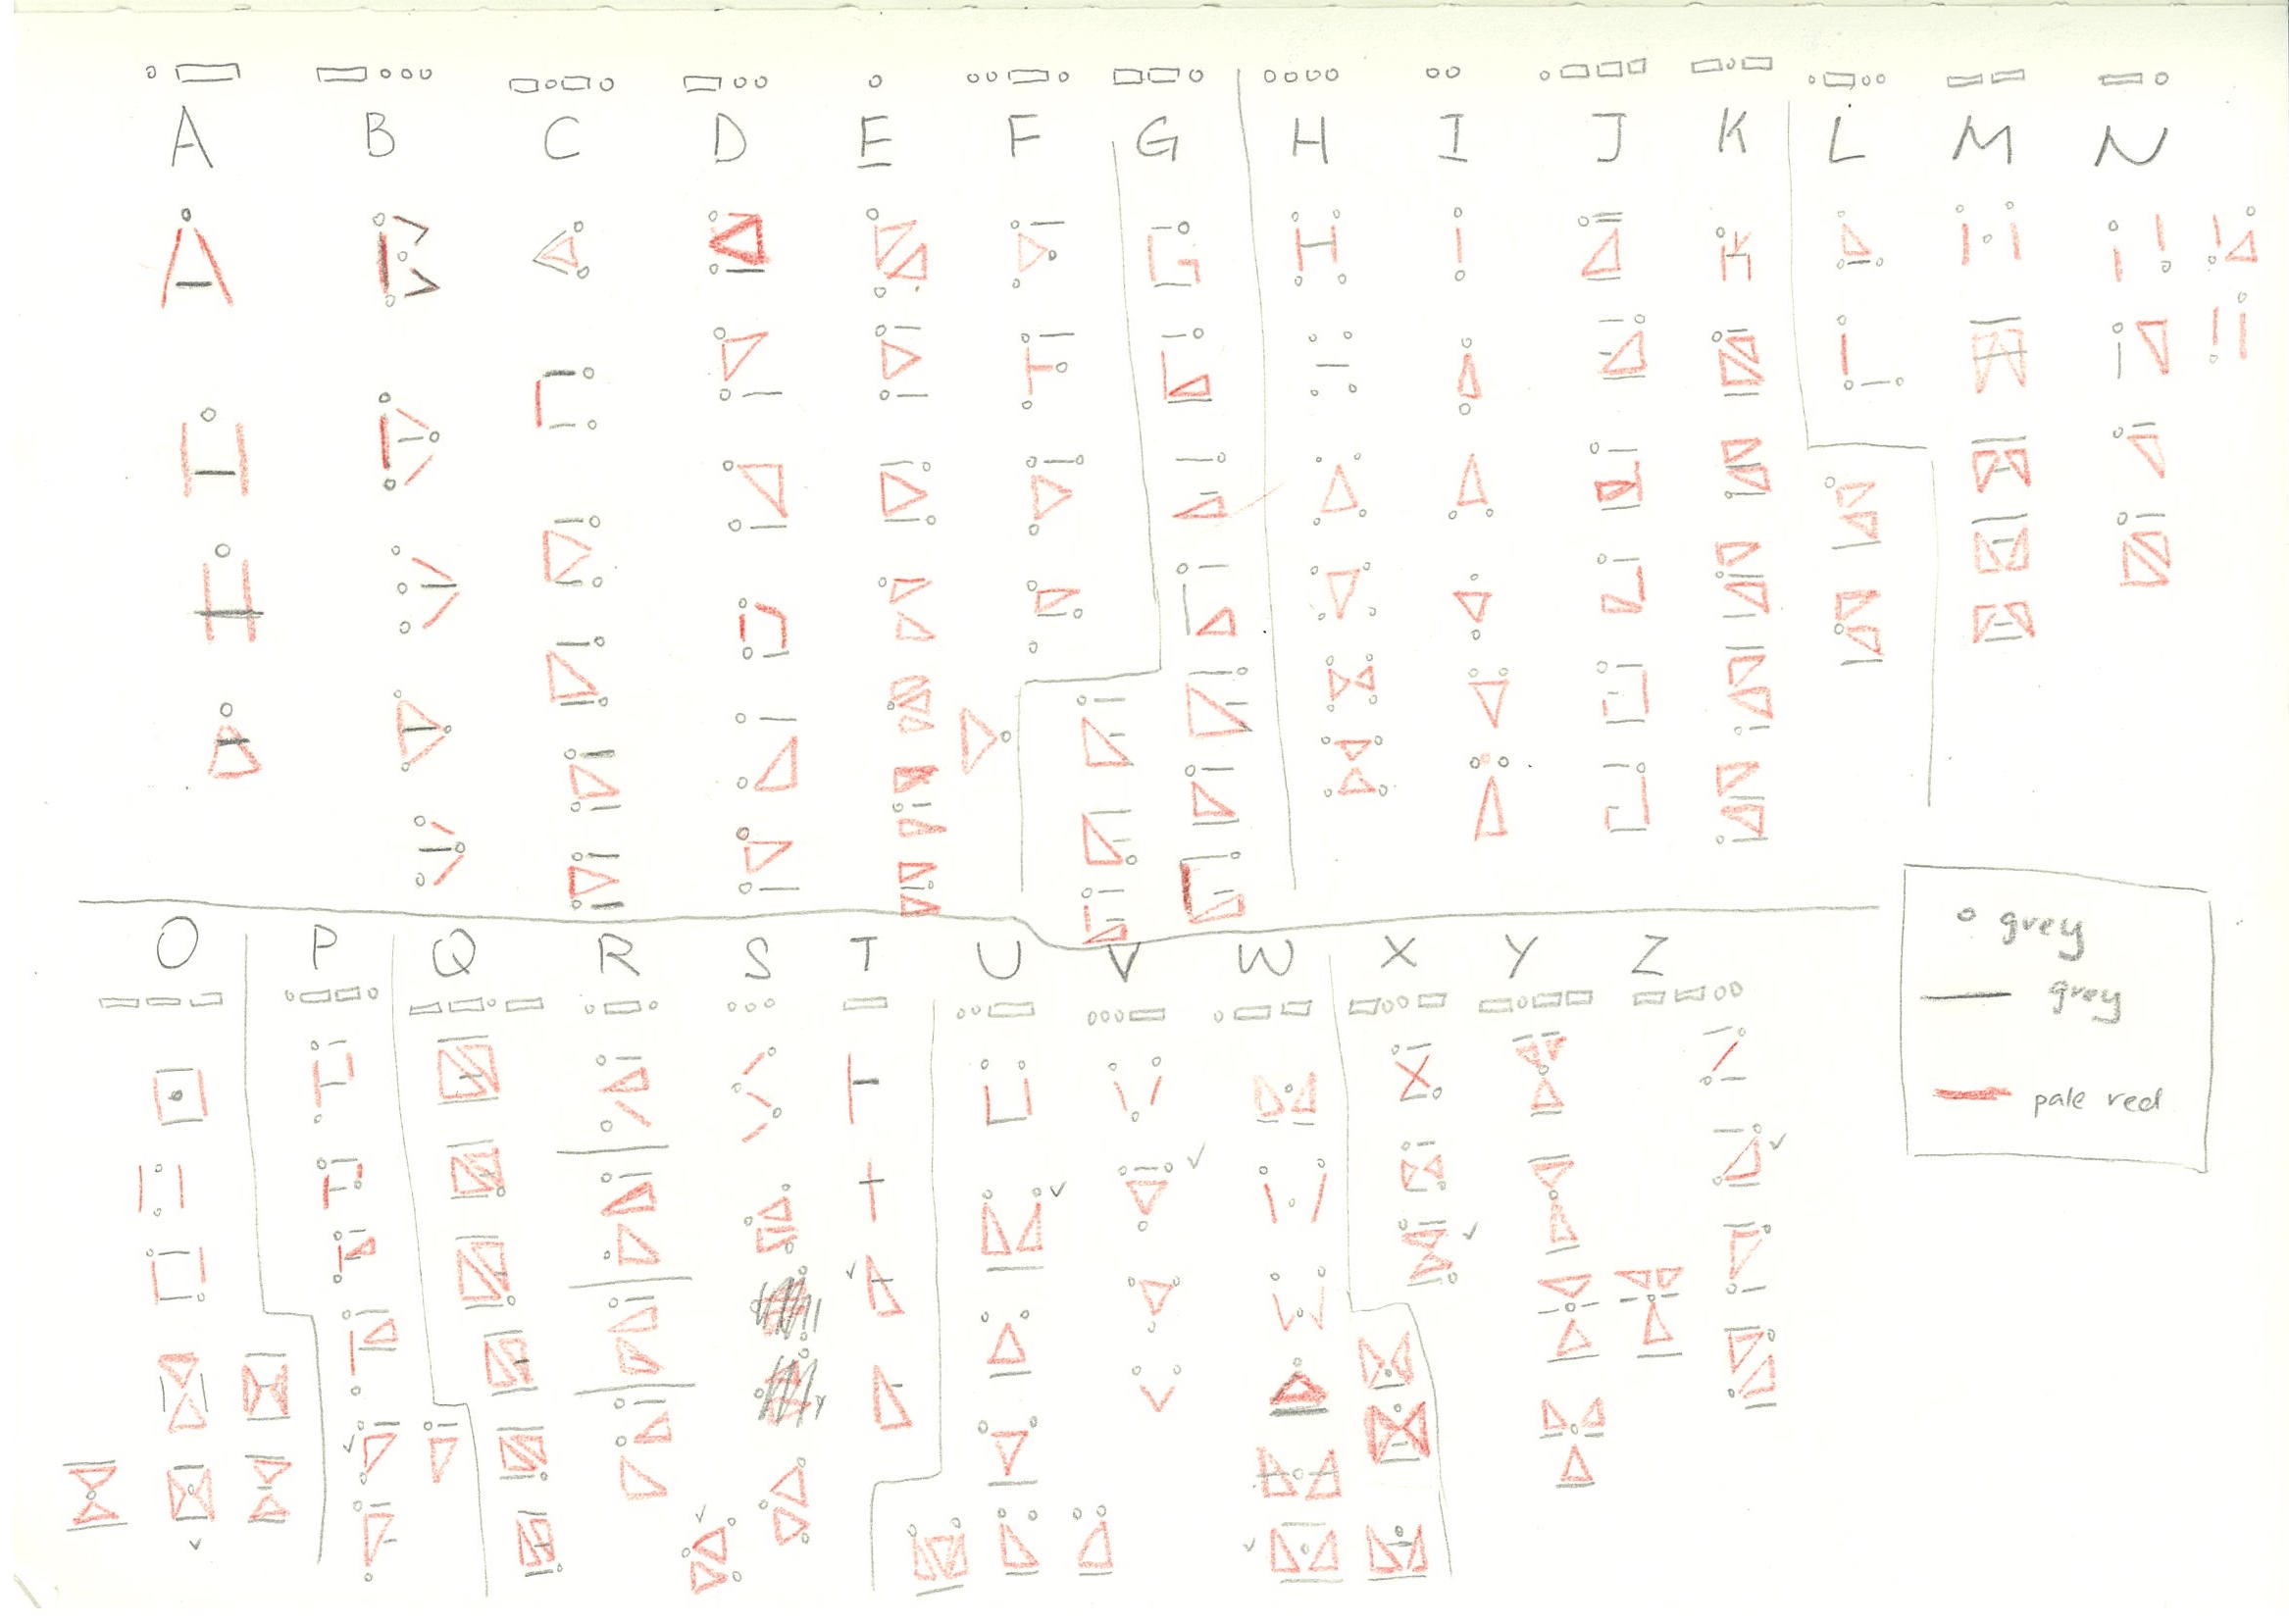 A B C D E F G H I J K L M N
O P Q R S T U V W X Y Z
grey
grey
pale red